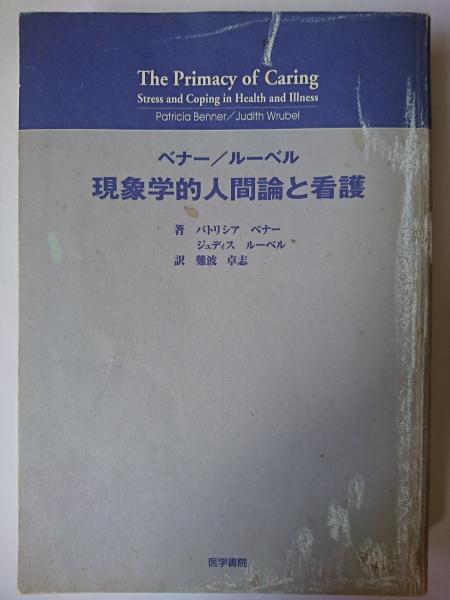 The Primacy of Caring
Stress and Coping in Health and Illness
Patricia Benner／Judith Wrubel
ベナー／ルーベル
現象学的人間論と看護
著 パトリシア ベナー
ジュディス ルーベル
訳 難波 卓志
医学書院